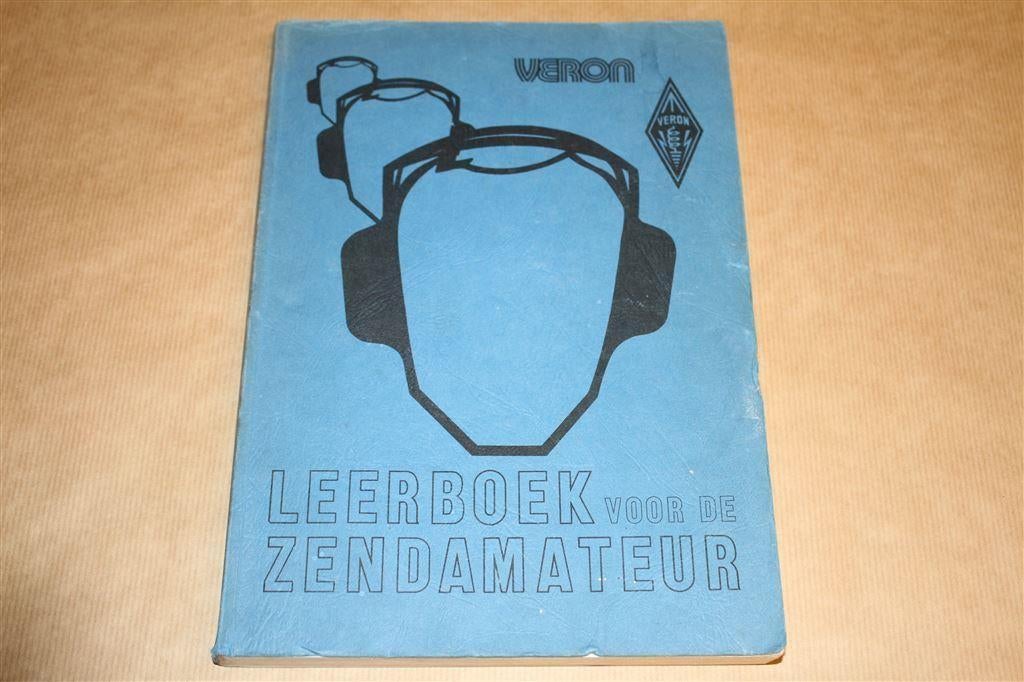 VERON
VERON
LEERBOEK VOOR DE
ZENDAMATEUR